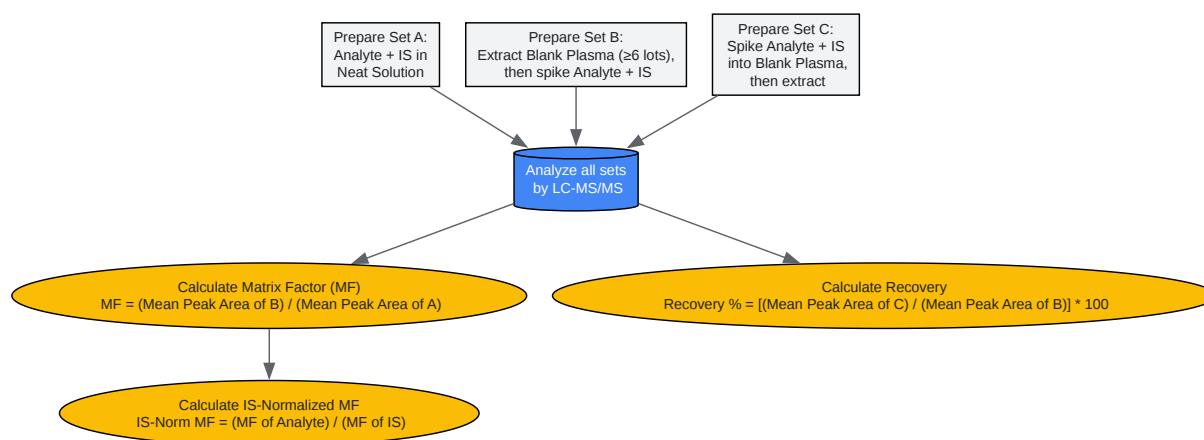 Prepare Set A:
Analyte + IS in
Neat Solution
Prepare Set B:
Extract Blank Plasma (≥6 lots),
then spike Analyte + IS
Prepare Set C:
Spike Analyte + IS
into Blank Plasma,
then extract
Analyze all sets
by LC-MS/MS
Calculate Matrix Factor (MF)
MF = (Mean Peak Area of B) / (Mean Peak Area of A)
Calculate Recovery
Recovery % = [(Mean Peak Area of C) / (Mean Peak Area of B)] * 100
Calculate IS-Normalized MF
IS-Norm MF = (MF of Analyte) / (MF of IS)